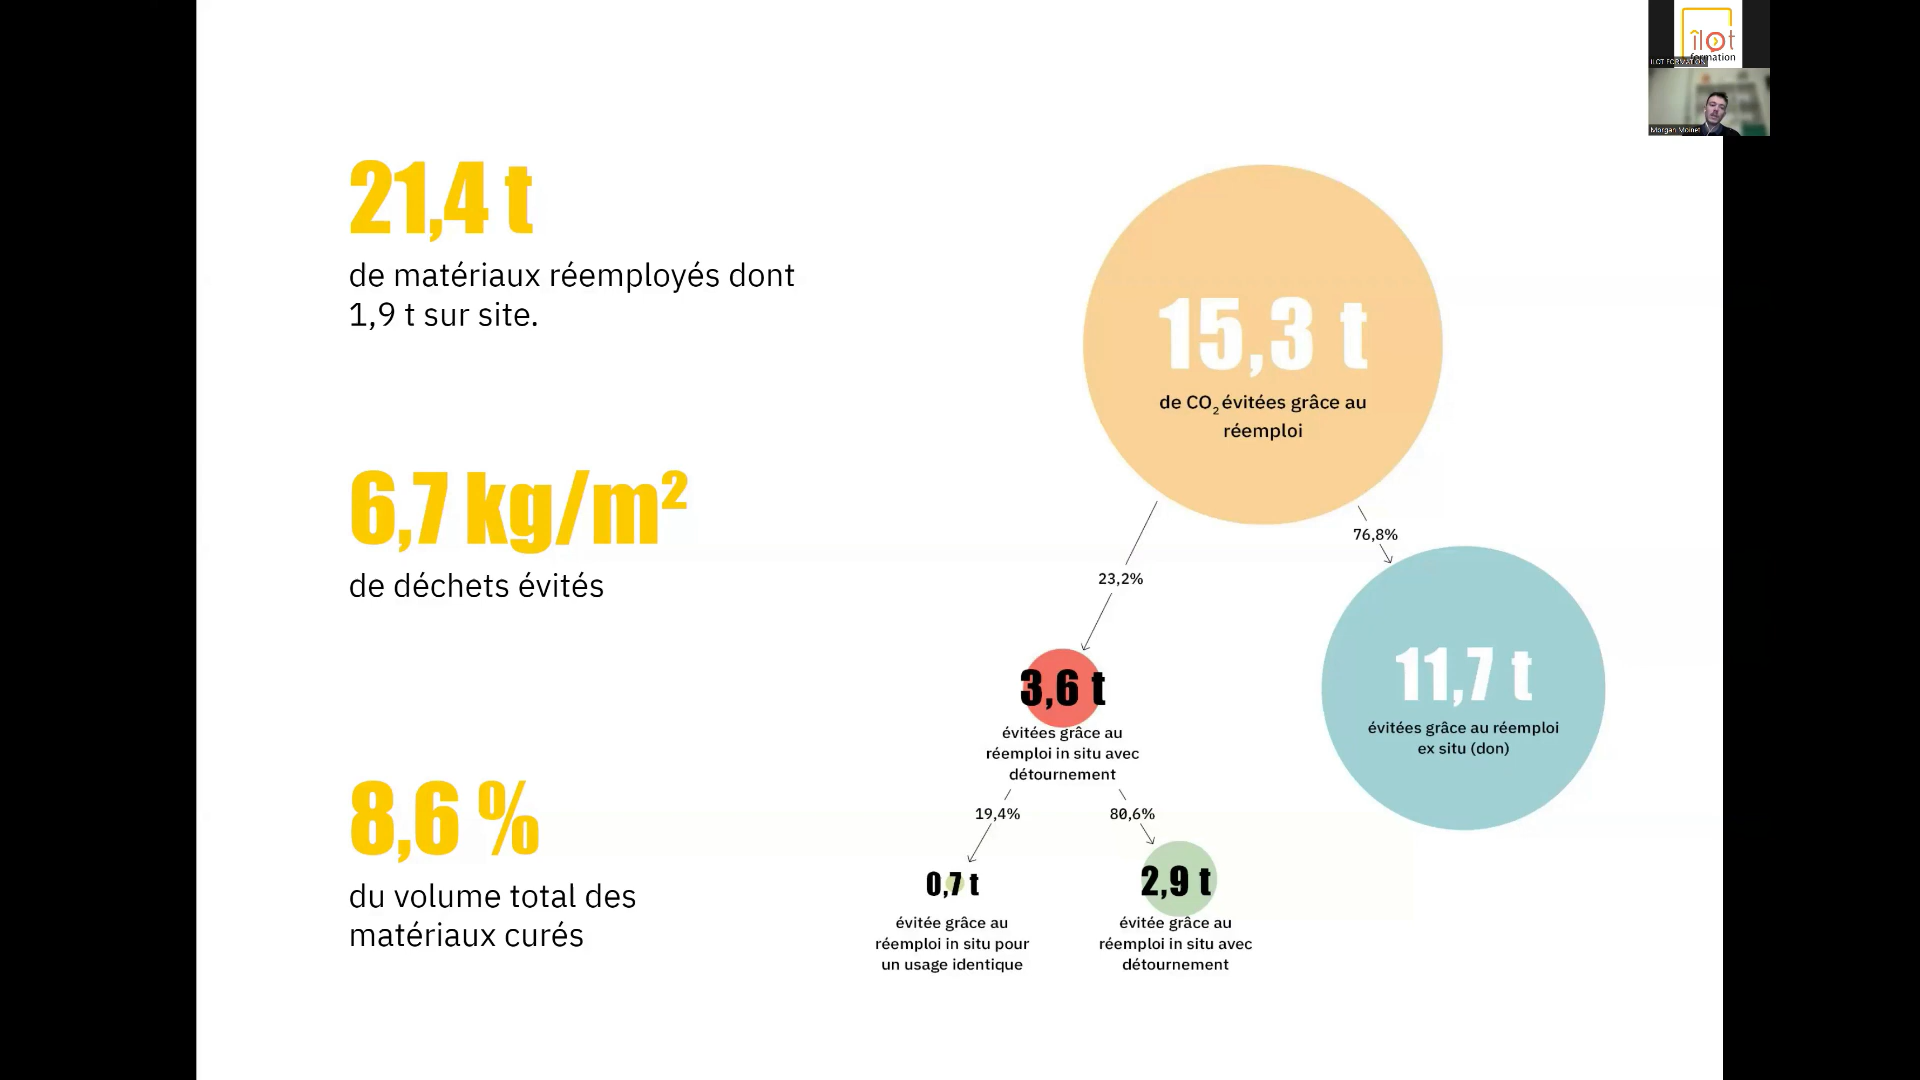 îlot
formation
ILOT FORMATION
Morgan Moinet
21,4 t
de matériaux réemployés dont
1,9 t sur site.
6,7 kg/m²
de déchets évités
8,6 %
du volume total des
matériaux curés
15,3 t
de CO₂ évitées grâce au
réemploi
23,2%
76,8%
3,6 t
évitées grâce au
réemploi in situ avec
détournement
11,7 t
évitées grâce au réemploi
ex situ (don)
19,4%
80,6%
0,7 t
évitée grâce au
réemploi in situ pour
un usage identique
2,9 t
évitée grâce au
réemploi in situ avec
détournement